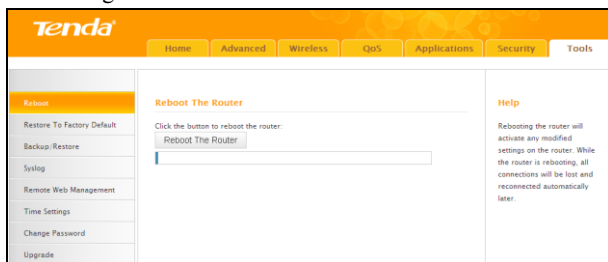 Tenda
Home Advanced Wireless QoS Applications Security Tools
Reboot
Restore To Factory Default
Backup/Restore
Syslog
Remote Web Management
Time Settings
Change Password
Upgrade
Reboot The Router
Click the button to reboot the router:
Reboot The Router
Help
Rebooting the router will
activate any modified
settings on the router. While
the router is rebooting, all
connections will be lost and
reconnected automatically
later.